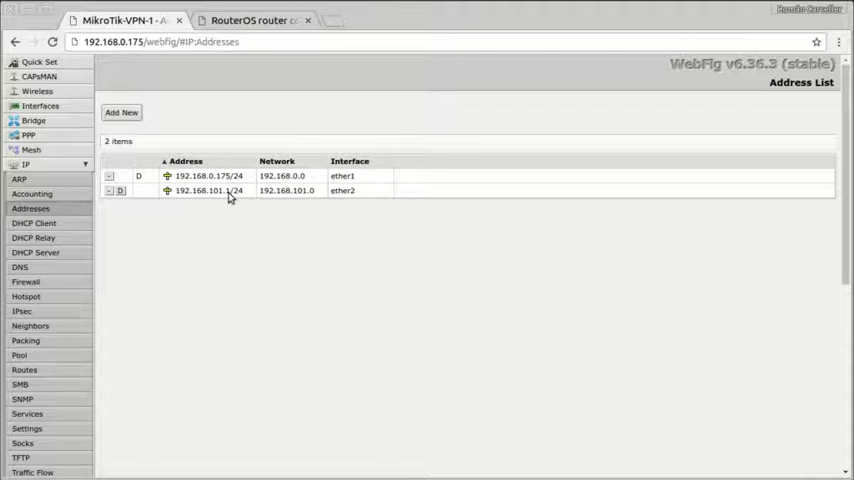 Román Carceller
MikroTik-VPN-1 - A
RouterOS router co
192.168.0.175/webfig/#IP:Addresses
WebFig v6.36.3 (stable)
Address List
Quick Set
CAPsMAN
Wireless
Interfaces
Bridge
PPP
Mesh
IP
ARP
Accounting
Addresses
DHCP Client
DHCP Relay
DHCP Server
DNS
Firewall
Hotspot
IPsec
Neighbors
Packing
Pool
Routes
SMB
SNMP
Services
Settings
Socks
TFTP
Traffic Flow
Add New
2 items
Address Network Interface
- D 192.168.0.175/24 192.168.0.0 ether1
- D 192.168.101.1/24 192.168.101.0 ether2